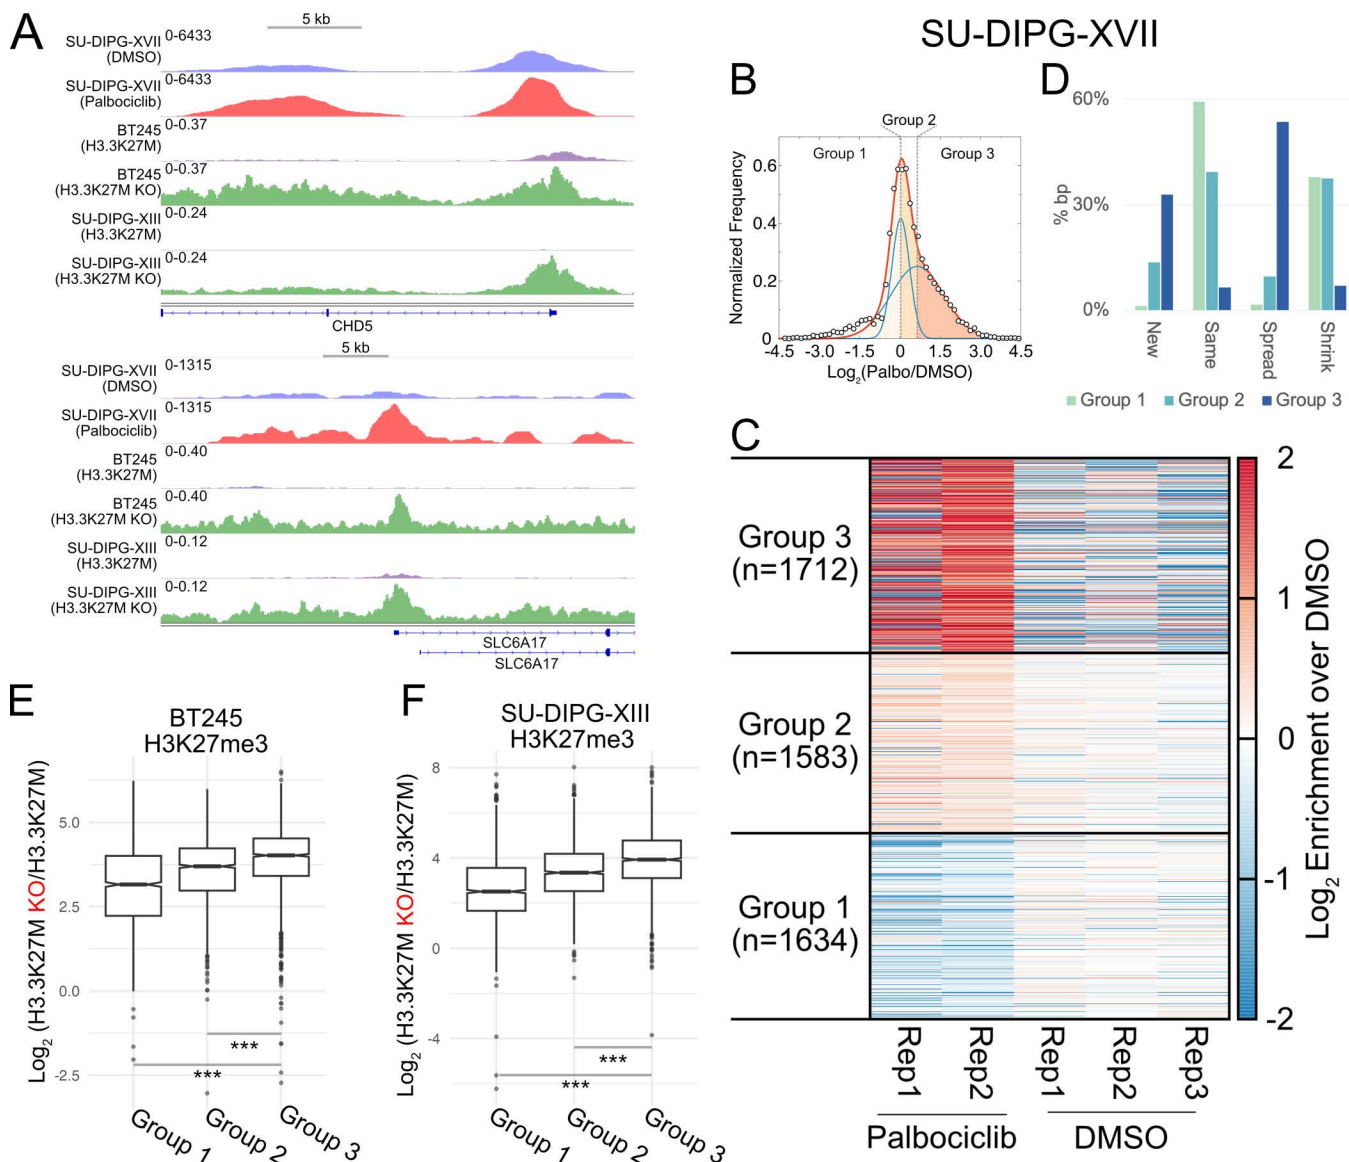 A
5 kb
SU-DIPG-XVII
(DMSO)
0-6433
SU-DIPG-XVII
(Palbociclib)
0-6433
BT245
(H3.3K27M)
0-0.37
BT245
(H3.3K27M KO)
0-0.37
SU-DIPG-XIII
(H3.3K27M)
0-0.24
SU-DIPG-XIII
(H3.3K27M KO)
0-0.24
CHD5
5 kb
SU-DIPG-XVII
(DMSO)
0-1315
SU-DIPG-XVII
(Palbociclib)
0-1315
BT245
(H3.3K27M)
0-0.40
BT245
(H3.3K27M KO)
0-0.40
SU-DIPG-XIII
(H3.3K27M)
0-0.12
SU-DIPG-XIII
(H3.3K27M KO)
0-0.12
SLC6A17
SLC6A17
SU-DIPG-XVII
B
Group 2
Group 1
Group 3
Normalized Frequency
0.6
0.4
0.2
0
-4.5 -3.0 -1.5 0 1.5 3.0 4.5
Log2(Palbo/DMSO)
D
60%
30%
0%
% bp
New
Same
Spread
Shrink
Group 1 Group 2 Group 3
C
Group 3
(n=1712)
Group 2
(n=1583)
Group 1
(n=1634)
2
1
0
-1
-2
Log2 Enrichment over DMSO
Rep1
Rep2
Rep1
Rep2
Rep3
Palbociclib
DMSO
E
BT245
H3K27me3
Log2 (H3.3K27M KO/H3.3K27M)
5.0
2.5
0.0
-2.5
***
***
Group 1
Group 2
Group 3
F
SU-DIPG-XIII
H3K27me3
Log2 (H3.3K27M KO/H3.3K27M)
8
4
0
-4
***
***
Group 1
Group 2
Group 3